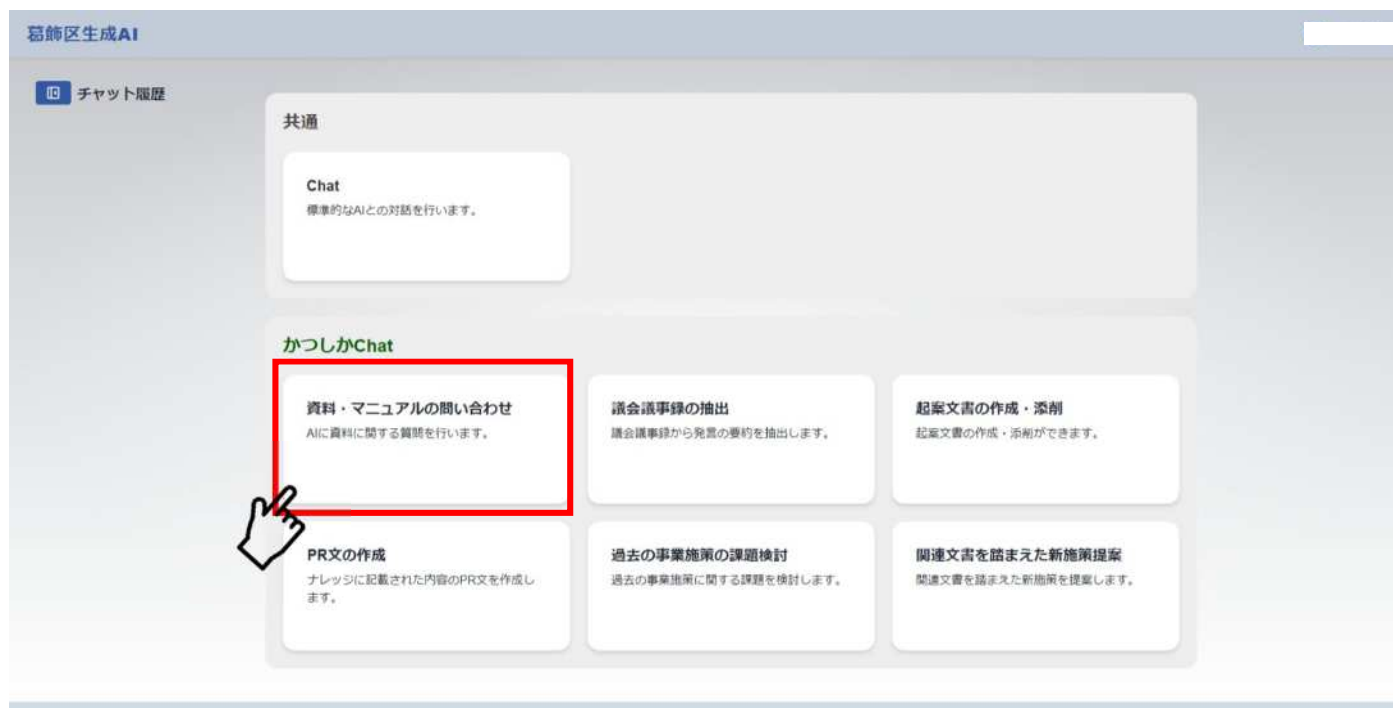 葛飾区生成AI
チャット履歴
共通
Chat
標準的なAIとの対話を行います。
かつしかChat
資料・マニュアルの問い合わせ
AIに資料に関する質問を行います。
議会議事録の抽出
議会議事録から発言の要約を抽出します。
起案文書の作成・添削
起案文書の作成・添削ができます。
PR文の作成
ナレッジに記載された内容のPR文を作成し
ます。
過去の事業施策の課題検討
過去の事業施策に関する課題を検討します。
関連文書を踏まえた新施策提案
関連文書を踏まえた新施策を提案します。